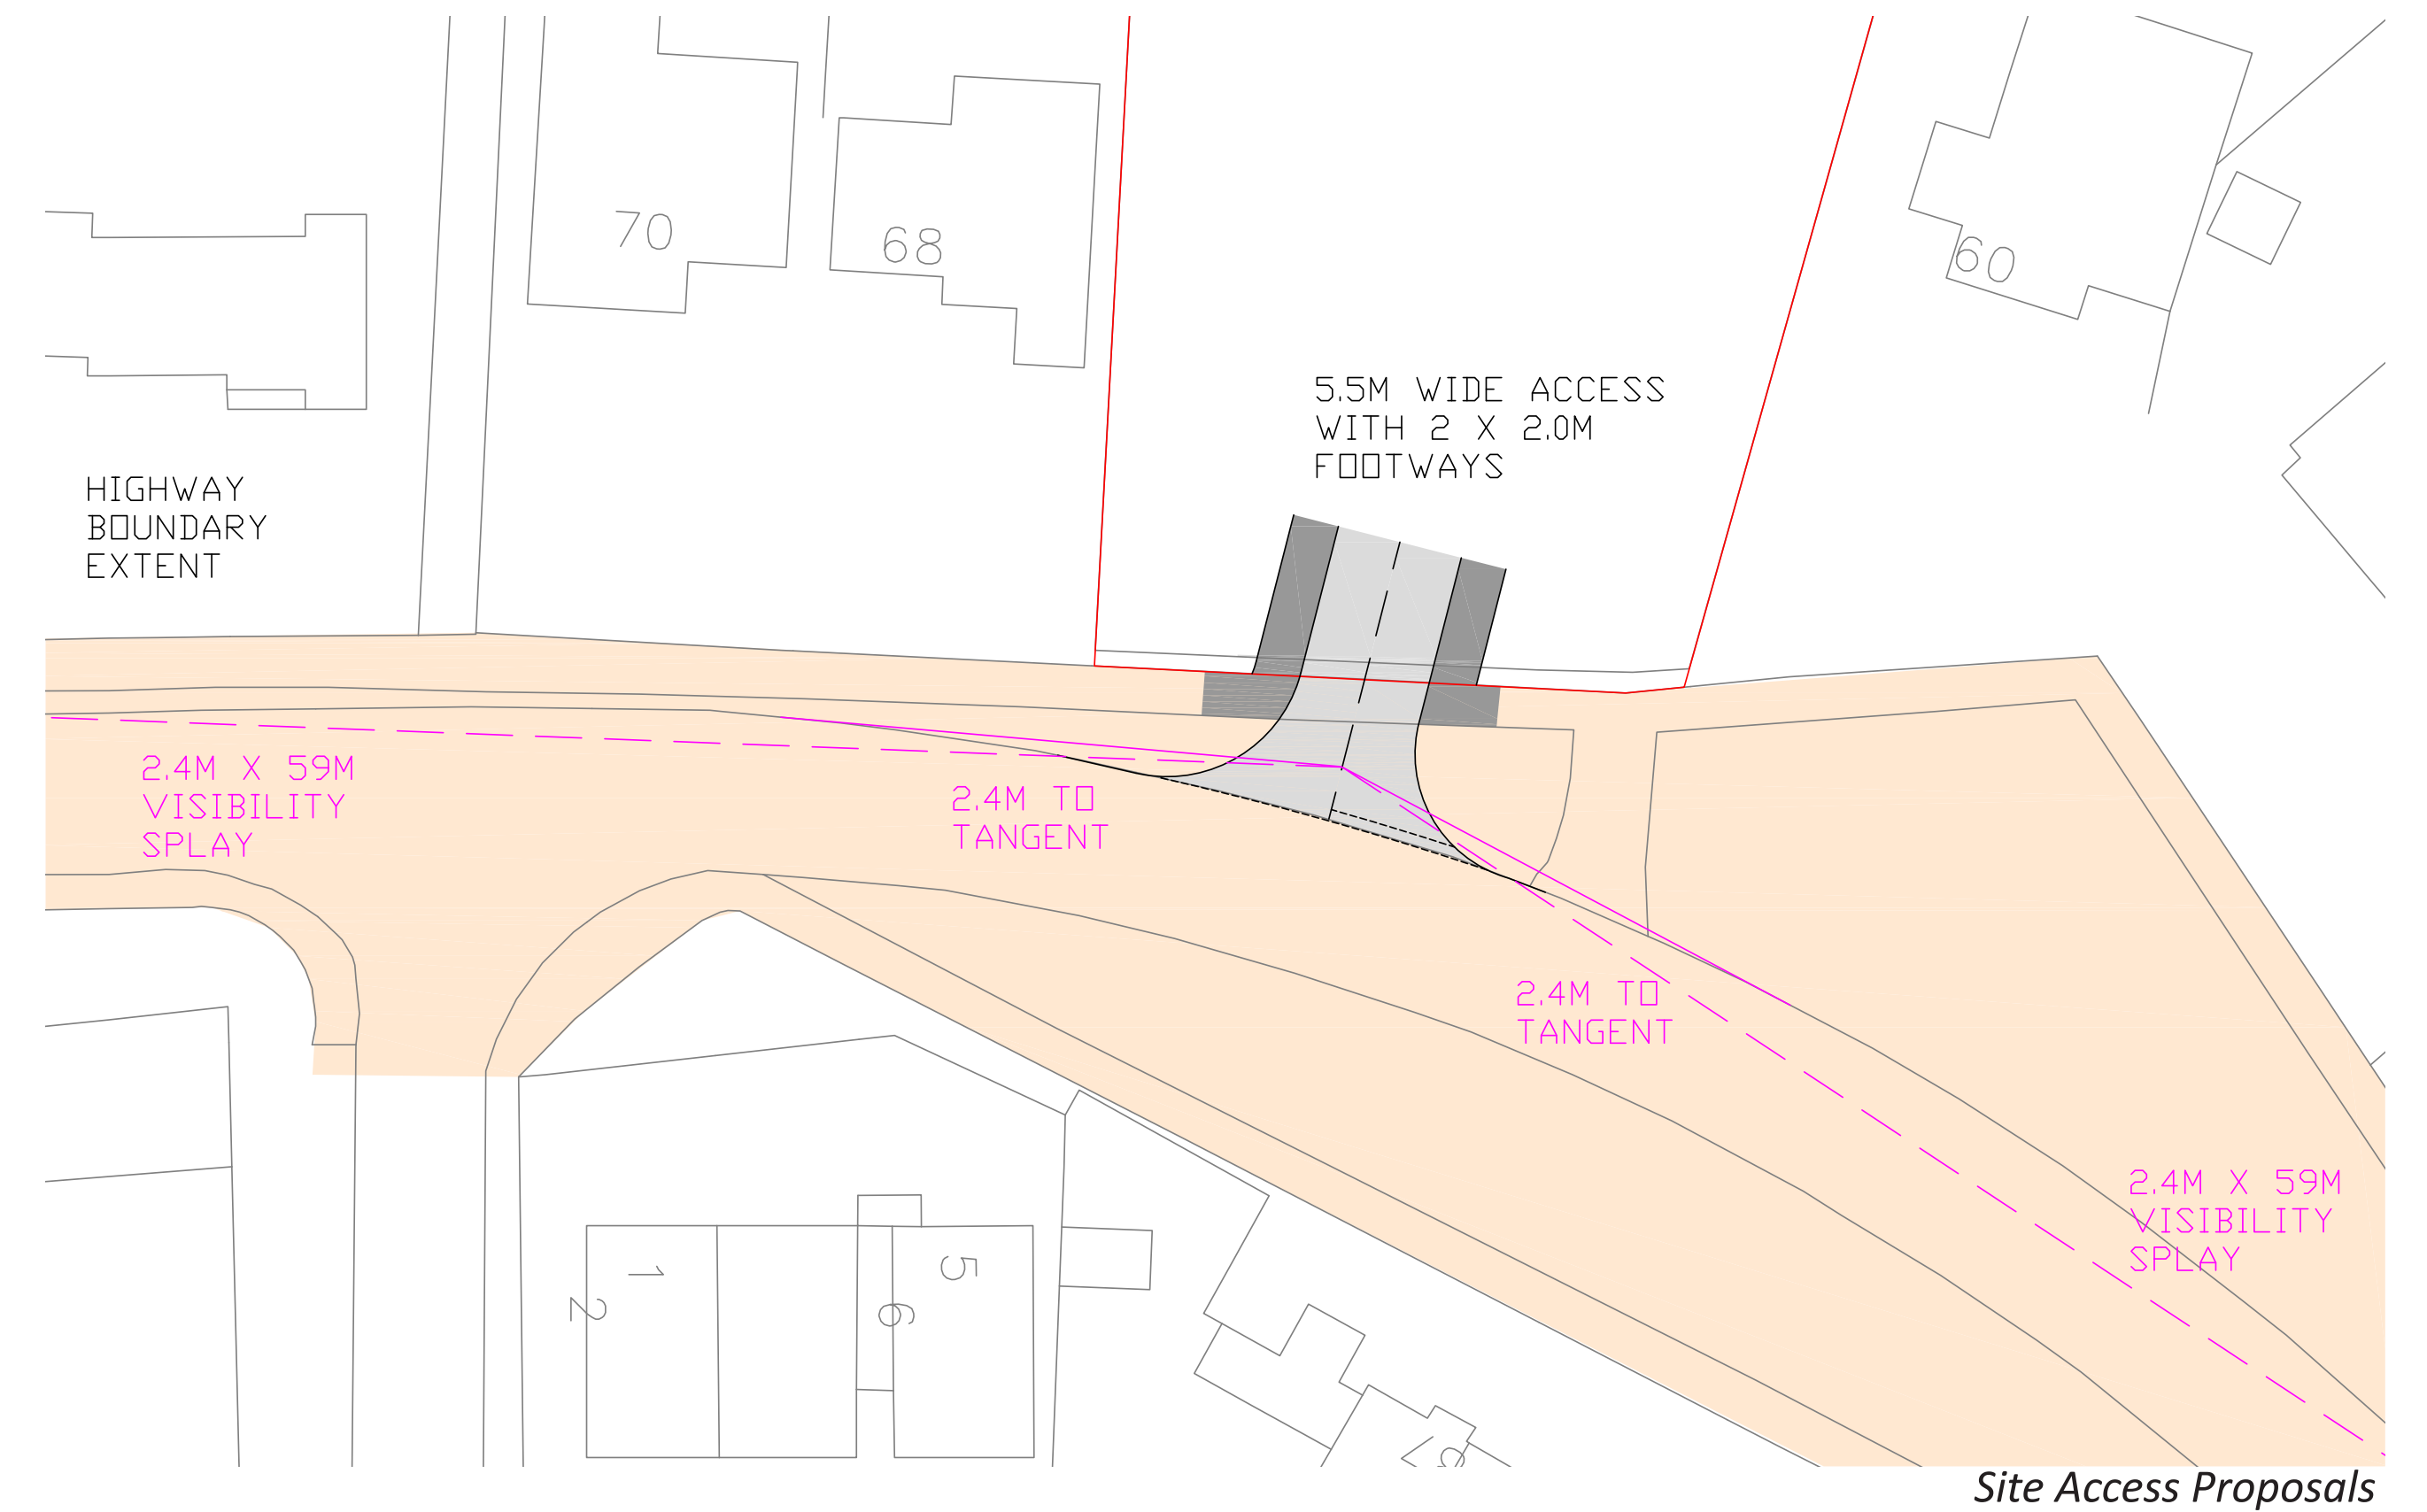 70
68
60
5.5M WIDE ACCESS
WITH 2 X 2.0M
FOOTWAYS
HIGHWAY
BOUNDARY
EXTENT
2.4M X 59M
VISIBILITY
SPLAY
2.4M TO
TANGENT
2.4M TO
TANGENT
2.4M X 59M
VISIBILITY
SPLAY
1
2
5
6
Site Access Proposals